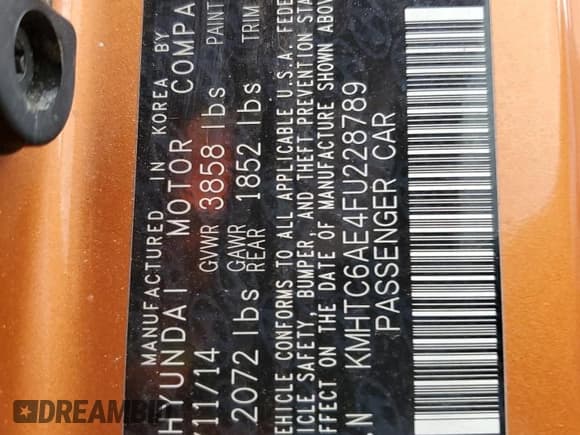 MANUFACTURED IN KOREA BY
HYUNDAI MOTOR COMPA
11/14 GVWR 3858 lbs PAINT
2072 lbs GAWR REAR 1852 lbs TRIM
VEHICLE CONFORMS TO ALL APPLICABLE U.S.A. FEDE
VEHICLE SAFETY, BUMPER, AND THEFT PREVENTION STA
EFFECT ON THE DATE OF MANUFACTURE SHOWN ABOV
N KMHTC6AE4FU228789
PASSENGER CAR
DREAMBID